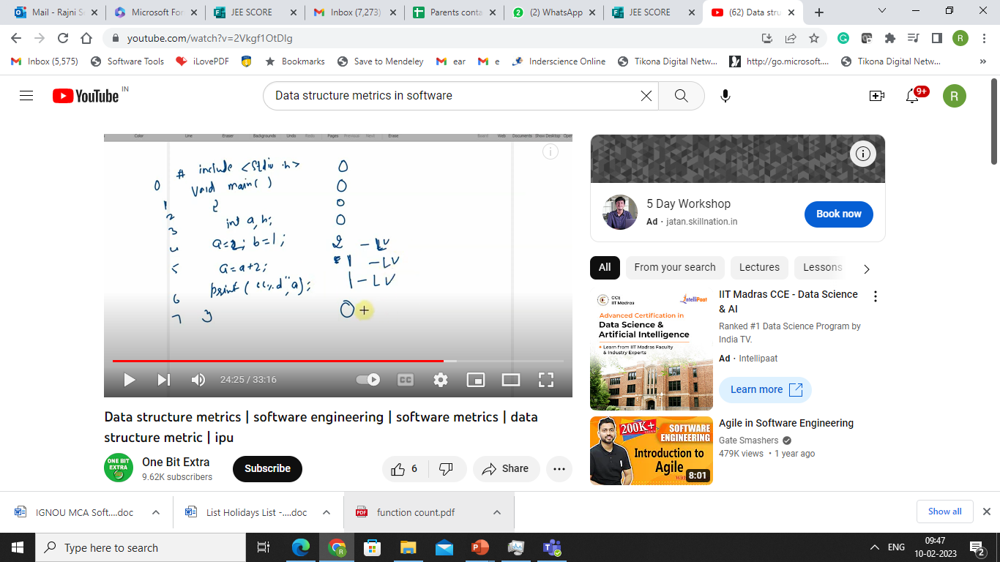 Mail - Rajni S
Microsoft For
JEE SCORE
Inbox (7,273)
Parents conta
(2) WhatsApp
JEE SCORE
(62) Data stru
youtube.com/watch?v=2Vkgf1OtDIg
Inbox (5,575)
Software Tools
iLovePDF
Bookmarks
Save to Mendeley
ear
e
Inderscience Online
Tikona Digital Netw...
http://go.microsoft....
Tikona Digital Netw...
»
YouTube IN
Data structure metrics in software
9+
R
Color Line Eraser Backgrounds Undo Redo Pages Previous Next Erase Board Web Documents Show Desktop Open
# include <stdio.h> 0
0 void main( ) 0
1 { 0
2 int a, b; 0
3
4 a=2; b=1; 2 - LV
5 a=a+2; 1 - LV
print ("%d", a); 1 - LV
6
7 } 0
24:25 / 33:16
CC
Data structure metrics | software engineering | software metrics | data
structure metric | ipu
ONE BIT
EXTRA
One Bit Extra
9.62K subscribers
Subscribe
6
Share
5 Day Workshop
Ad · jatan.skillnation.in
Book now
All
From your search
Lectures
Lessons
CCE
IIT Madras
intelliPaat
Advanced Certification in
Data Science &
Artificial Intelligence
• Learn from IIT Madras Faculty
& Industry Experts
IIT Madras CCE - Data Science
& AI
Ranked #1 Data Science Program by
India TV.
Ad · Intellipaat
Learn more
200K+
SOFTWARE
ENGINEERING
Introduction to
Agile
8:01
Agile in Software Engineering
Gate Smashers
479K views • 1 year ago
IGNOU MCA Soft....doc
List Holidays List -....doc
PDF
function count.pdf
Show all
Type here to search
ENG
09:47
10-02-2023
2